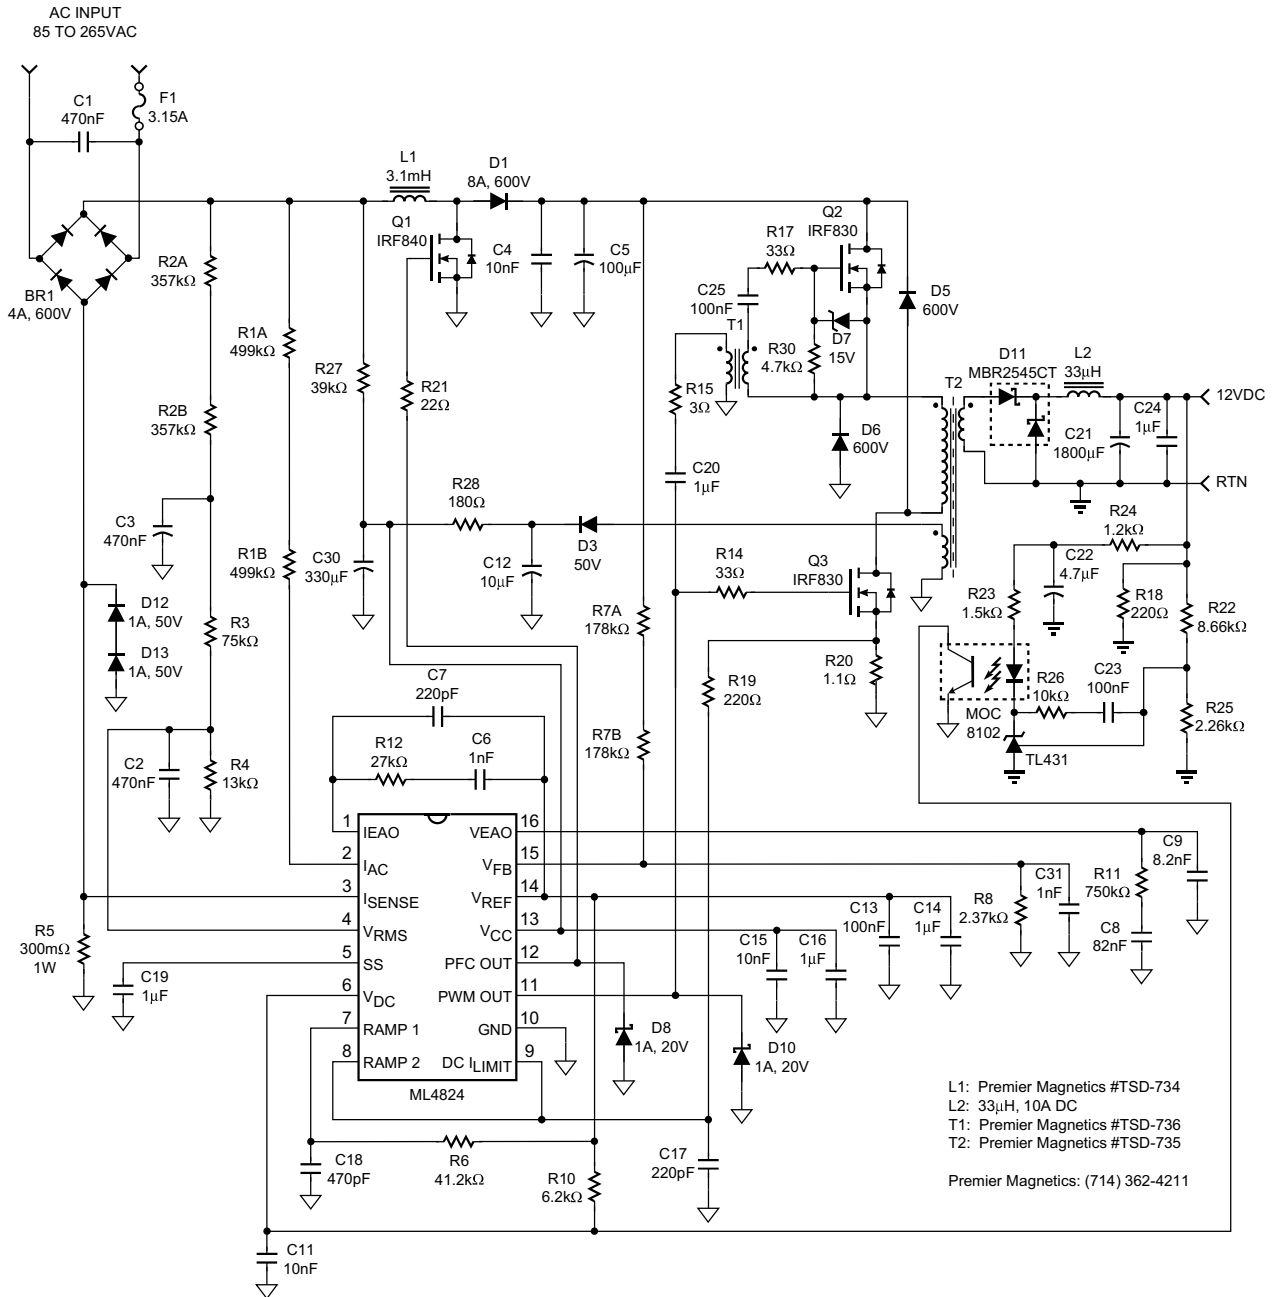 AC INPUT
85 TO 265VAC
C1
470nF
F1
3.15A
L1
3.1mH
D1
8A, 600V
Q1
IRF840
C4
10nF
C5
100µF
R17
33Ω
Q2
IRF830
C25
100nF
T1
D7
15V
R30
4.7kΩ
D5
600V
BR1
4A, 600V
R2A
357kΩ
R1A
499kΩ
R27
39kΩ
R21
22Ω
R15
3Ω
D6
600V
T2
D11
MBR2545CT
L2
33µH
C21
1800µF
C24
1µF
12VDC
RTN
R2B
357kΩ
C3
470nF
R1B
499kΩ
C30
330µF
R28
180Ω
C12
10µF
D3
50V
C20
1µF
R14
33Ω
Q3
IRF830
R24
1.2kΩ
C22
4.7µF
R23
1.5kΩ
R18
220Ω
R22
8.66kΩ
D12
1A, 50V
D13
1A, 50V
R3
75kΩ
R7A
178kΩ
R19
220Ω
R20
1.1Ω
MOC
8102
R26
10kΩ
C23
100nF
R25
2.26kΩ
TL431
C7
220pF
R12
27kΩ
C6
1nF
R7B
178kΩ
C2
470nF
R4
13kΩ
1 IEAO VEAO 16
2 IAC VFB 15
3 ISENSE VREF 14
4 VRMS VCC 13
5 SS PFC OUT 12
6 VDC PWM OUT 11
7 RAMP 1 GND 10
8 RAMP 2 DC ILIMIT 9
ML4824
R5
300mΩ
1W
C19
1µF
C15
10nF
C16
1µF
C13
100nF
C14
1µF
R8
2.37kΩ
C31
1nF
R11
750kΩ
C8
82nF
C9
8.2nF
D8
1A, 20V
D10
1A, 20V
C18
470pF
R6
41.2kΩ
R10
6.2kΩ
C17
220pF
C11
10nF
L1: Premier Magnetics #TSD-734
L2: 33µH, 10A DC
T1: Premier Magnetics #TSD-736
T2: Premier Magnetics #TSD-735
Premier Magnetics: (714) 362-4211